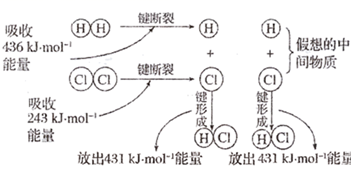 吸收
436 kJ·mol⁻¹
能量
H H
键断裂
H
H
+
+
假想的中
间物质
Cl Cl
键断裂
Cl
Cl
吸收
243 kJ·mol⁻¹
能量
键形成
键形成
H Cl
H Cl
放出431 kJ·mol⁻¹能量
放出 431 kJ·mol⁻¹能量